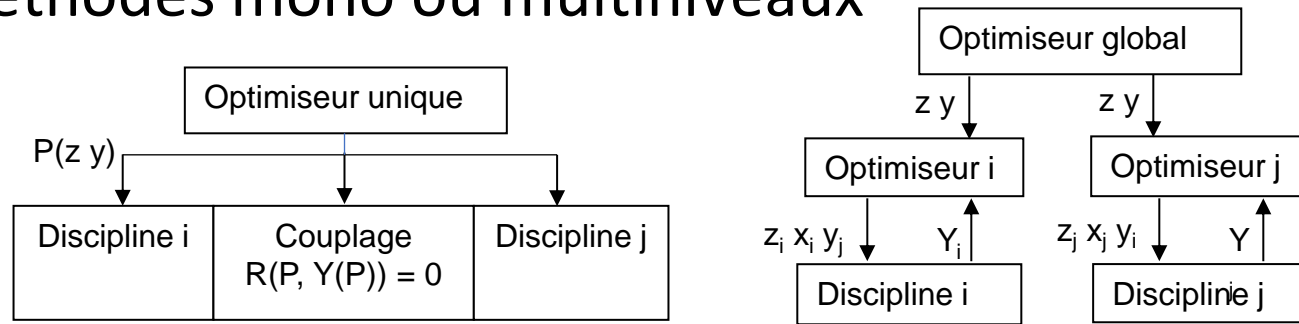 éthodes mono ou multiniveaux
Optimiseur unique
P(z y)
Discipline i
Couplage
R(P, Y(P)) = 0
Discipline j
Optimiseur global
z y
z y
Optimiseur i
Optimiseur j
zi xi yj
Yi
zj xj yi
Y
Discipline i
Discipline j